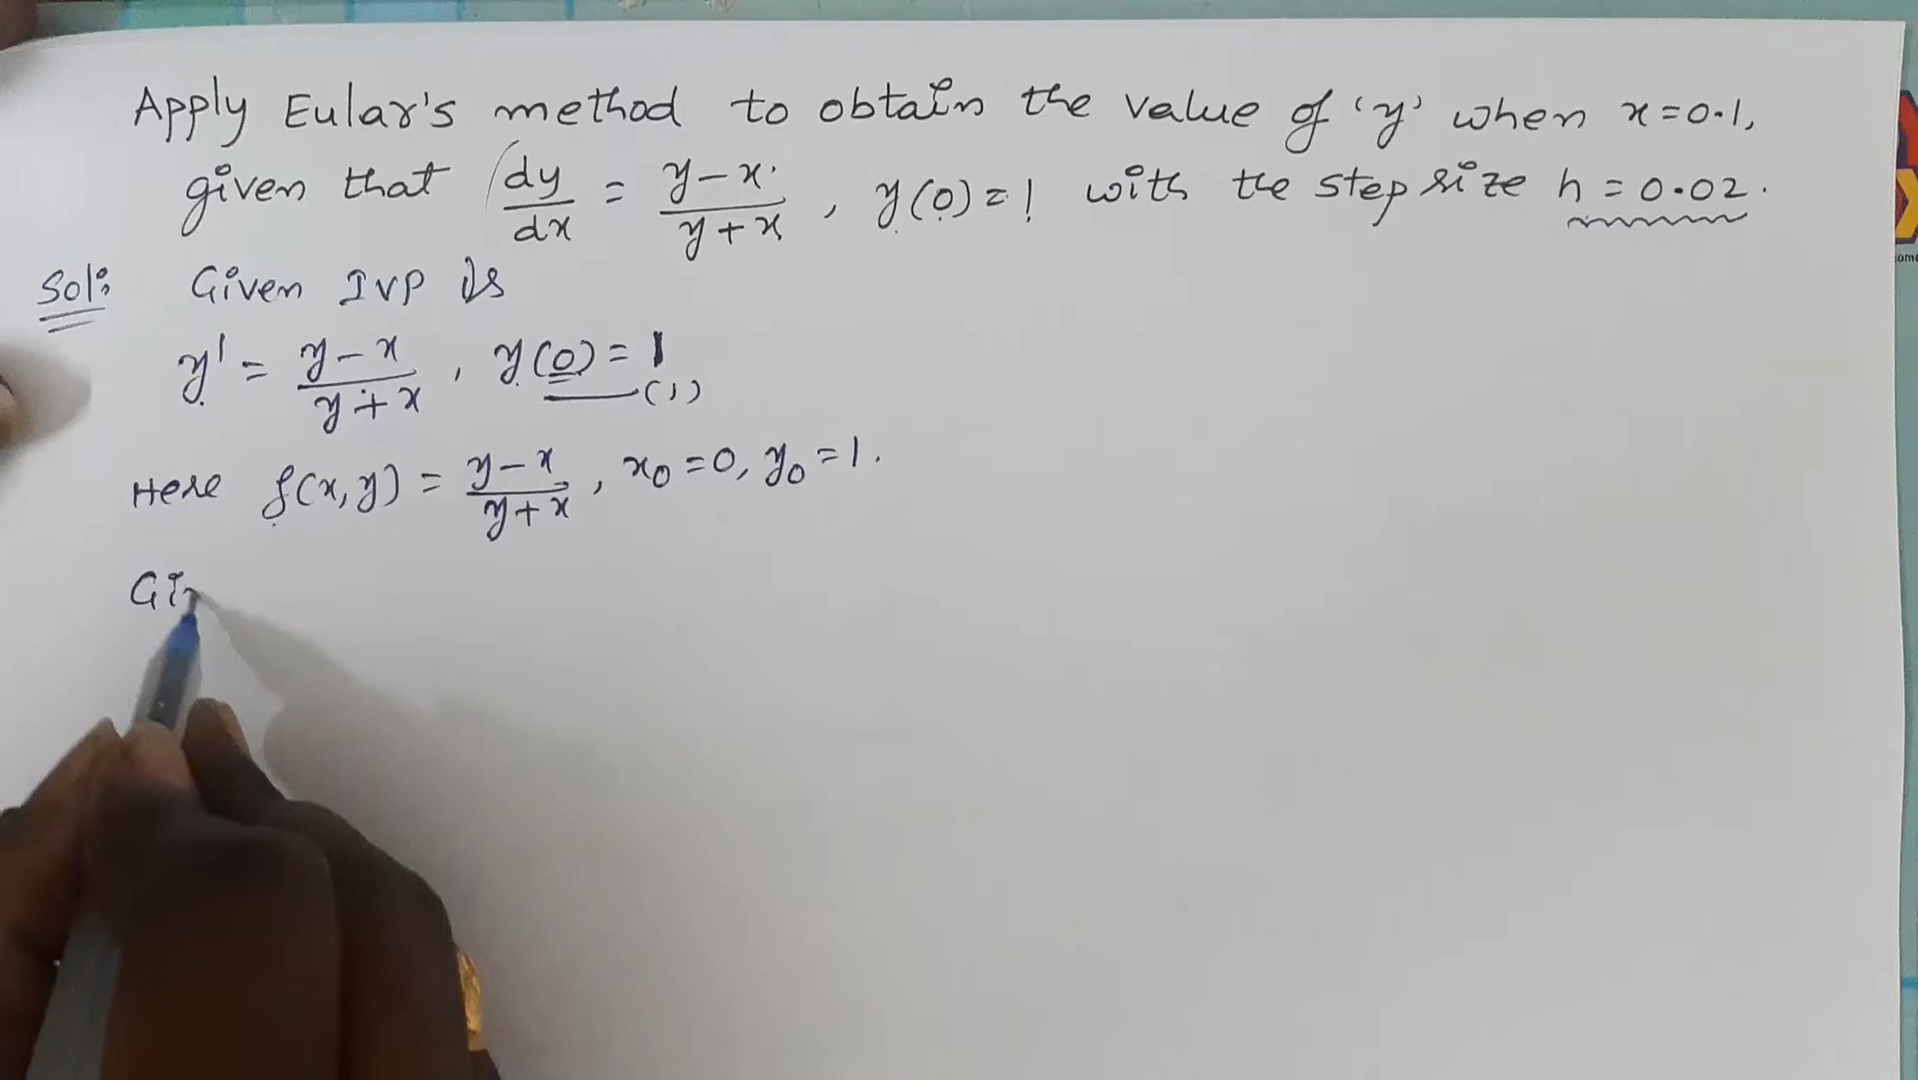 Apply Eular's method to obtain the value of 'y' when x=0.1,
given that dy/dx = y-x/y+x, y(0)=1 with the step size h=0.02.
Sol: Given IVP is
y' = y-x/y+x, y(0)=1 —(1)
Here f(x,y) = y-x/y+x, x0=0, y0=1.
Gi